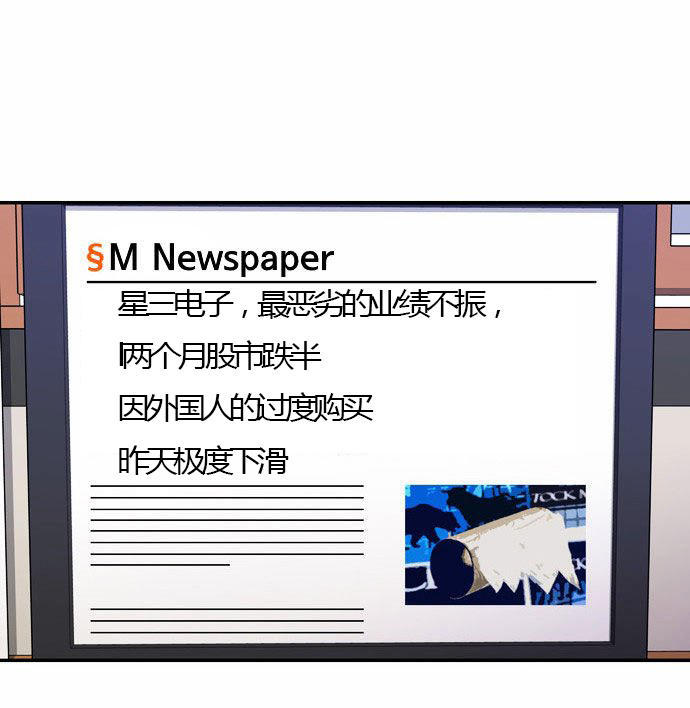 §M Newspaper
星三电子，最恶劣的业绩不振，
两个月股市跌半
因外国人的过度购买
昨天极度下滑
TOCK M